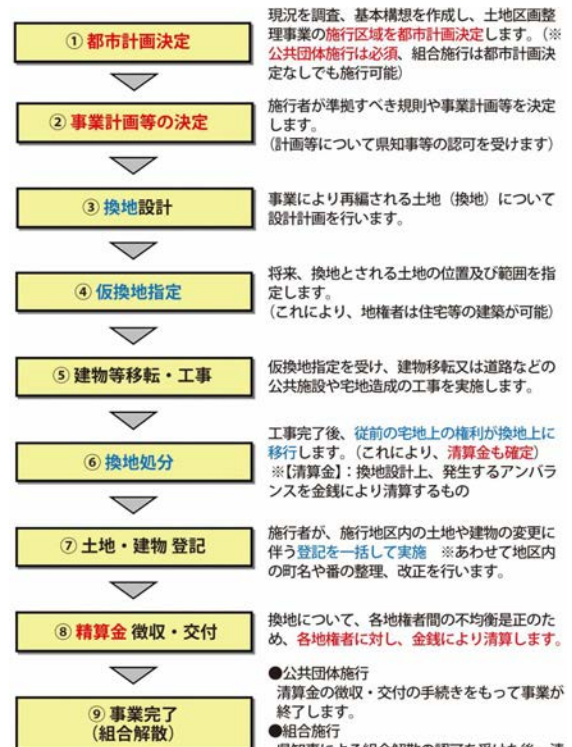 ① 都市計画決定
現況を調査、基本構想を作成し、土地区画整
理事業の施行区域を都市計画決定します。（※
公共団体施行は必須、組合施行は都市計画決
定なしでも施行可能）
② 事業計画等の決定
施行者が準拠すべき規則や事業計画等を決定
します。
(計画等について県知事等の認可を受けます)
③ 換地設計
事業により再編される土地（換地）について
設計計画を行います。
④ 仮換地指定
将来、換地とされる土地の位置及び範囲を指
定します。
(これにより、地権者は住宅等の建築が可能)
⑤ 建物等移転・工事
仮換地指定を受け、建物移転又は道路などの
公共施設や宅地造成の工事を実施します。
⑥ 換地処分
工事完了後、従前の宅地上の権利が換地上に
移行します。（これにより、清算金も確定）
※【清算金】：換地設計上、発生するアンバラ
ンスを金銭により清算するもの
⑦ 土地・建物 登記
施行者が、施行地区内の土地や建物の変更に
伴う登記を一括して実施　※あわせて地区内
の町名や番の整理、改正を行います。
⑧ 精算金 徴収・交付
換地について、各地権者間の不均衡是正のた
め、各地権者に対し、金銭により清算します。
⑨ 事業完了
（組合解散）
●公共団体施行
清算金の徴収・交付の手続きをもって事業が
終了します。
●組合施行